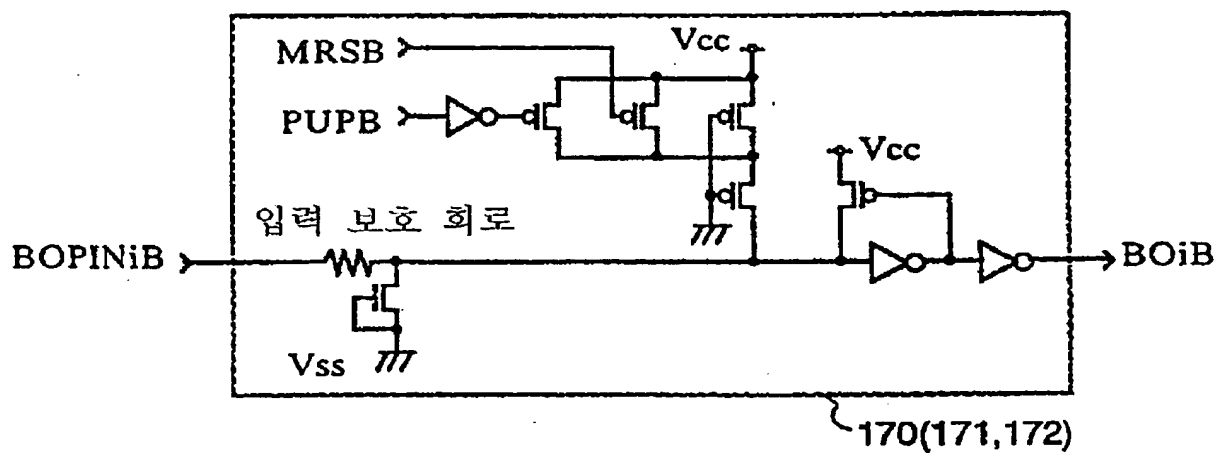 MRSB
Vcc
PUPB
Vcc
입력 보호 회로
BOPINiB
BOiB
Vss
170(171,172)